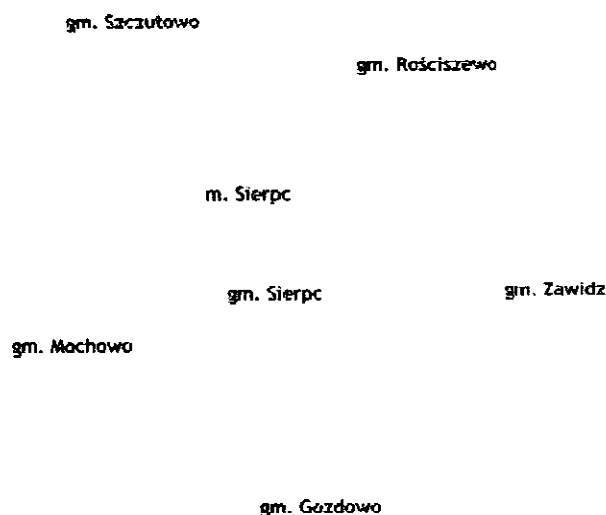 gm. Szczutowo
gm. Rościszewo
m. Sierpc
gm. Sierpc
gm. Zawidz
gm. Mochowo
gm. Gozdowo